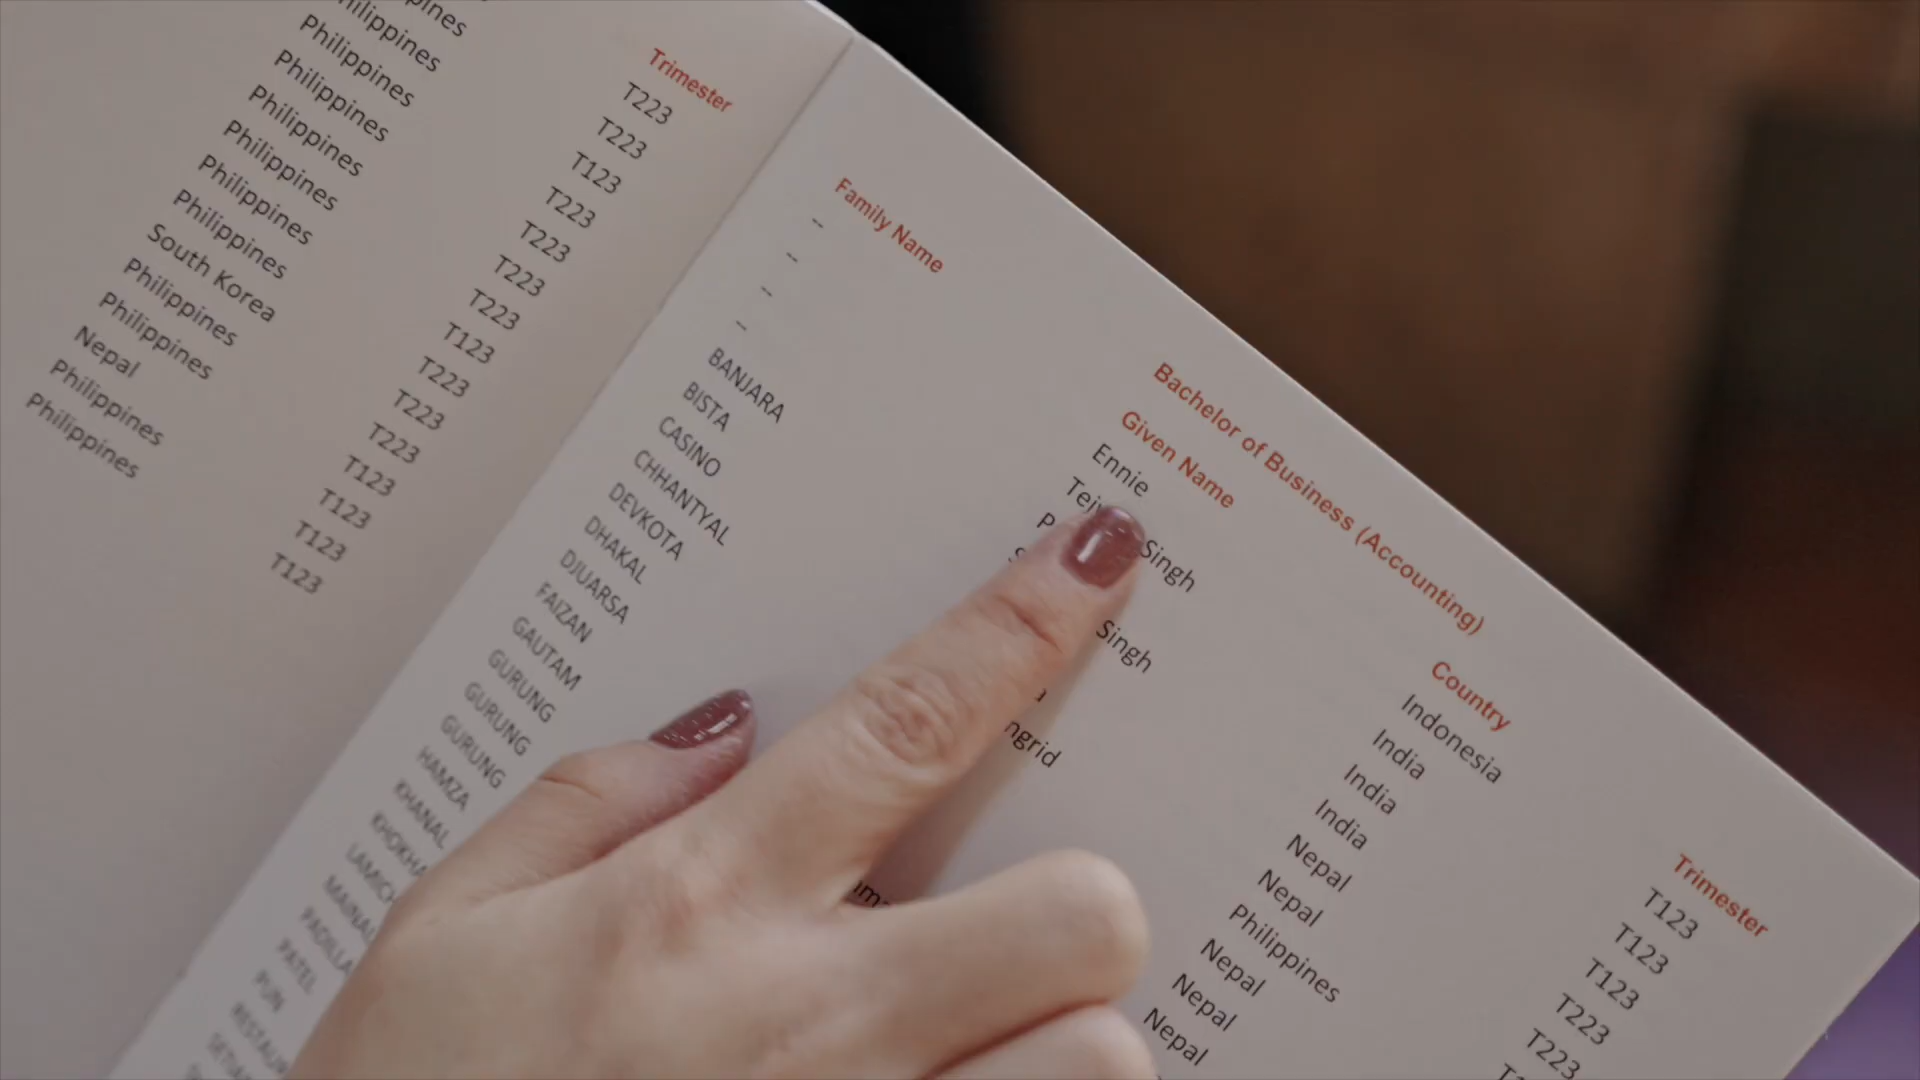 Philippines
Philippines
Philippines
Philippines
Philippines
Philippines
Philippines
South Korea
Philippines
Philippines
Nepal
Philippines
Philippines
Trimester
T223
T223
T123
T223
T223
T223
T223
T123
T223
T223
T223
T123
T123
T123
T123
Bachelor of Business (Accounting)
Family Name
--
--
--
--
BANJARA
BISTA
CASINO
CHHANTYAL
DEVKOTA
DHAKAL
DJUARSA
FAIZAN
GAUTAM
GURUNG
GURUNG
GURUNG
HAMZA
KHANAL
PADILLA
PATEL
PUN
Given Name
Ennie
Singh
Singh
Country
Indonesia
India
India
India
Nepal
Nepal
Philippines
Nepal
Nepal
Nepal
Trimester
T123
T123
T123
T223
T223